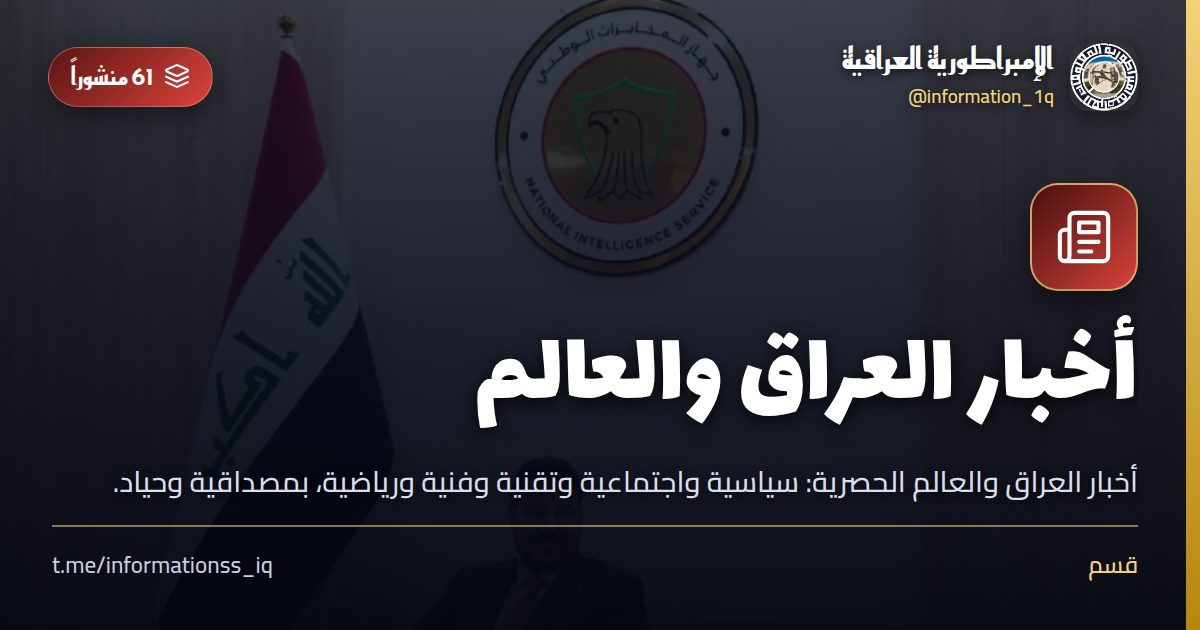 الإمبراطورية العراقية
@information_1q
61 منشوراً
جهاز المخابرات الوطني
NATIONAL INTELLIGENCE SERVICE
الله اكبر
أخبار العراق والعالم
أخبار العراق والعالم الحصرية: سياسية واجتماعية وتقنية وفنية ورياضية، بمصداقية وحياد.
قسم
t.me/informationss_iq